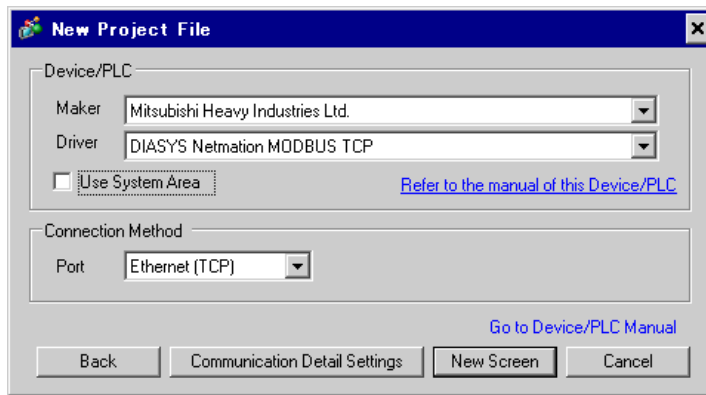 New Project File
Device/PLC
Maker Mitsubishi Heavy Industries Ltd.
Driver DIASYS Netmation MODBUS TCP
Use System Area Refer to the manual of this Device/PLC
Connection Method
Port Ethernet (TCP)
Go to Device/PLC Manual
Back Communication Detail Settings New Screen Cancel